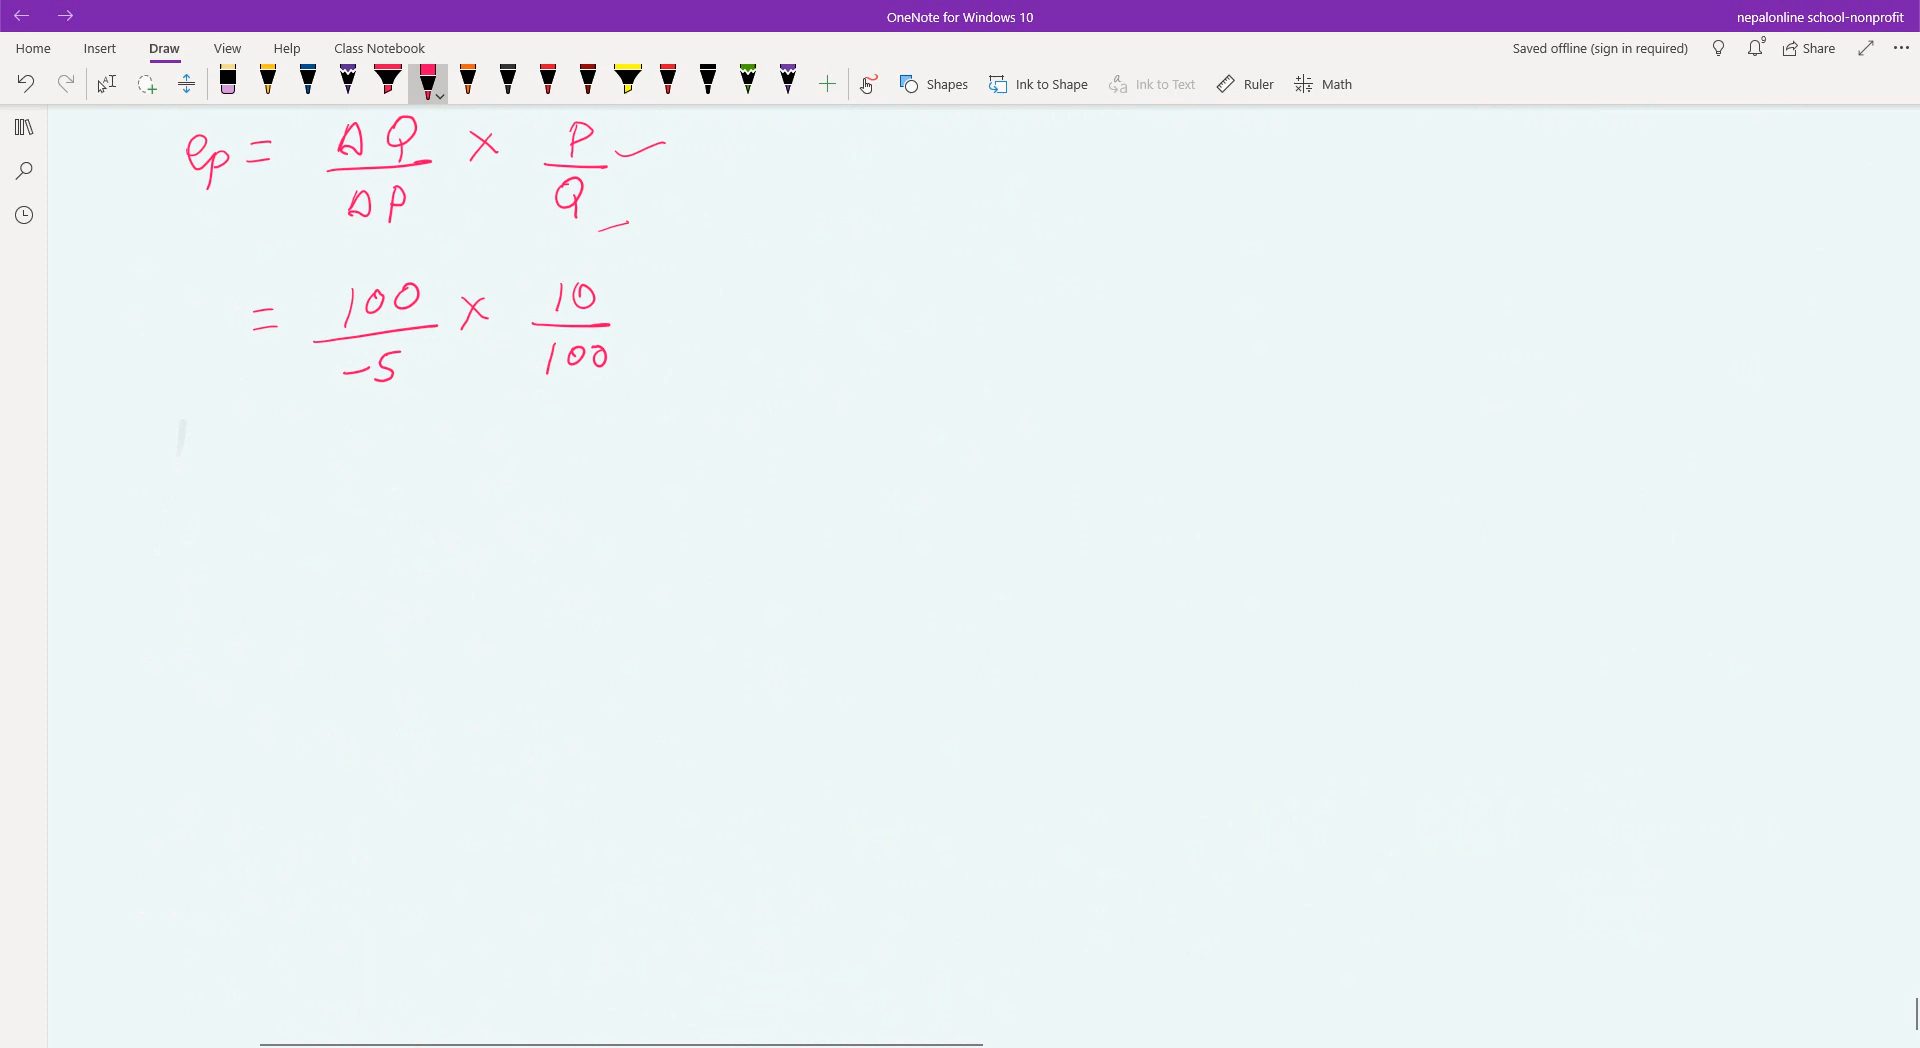 OneNote for Windows 10 nepalonline school-nonprofit
Home Insert Draw View Help Class Notebook Saved offline (sign in required) 9 Share
Shapes Ink to Shape Ink to Text Ruler Math
ep = ΔQ/ΔP × P/Q
= 100/-5 × 10/100